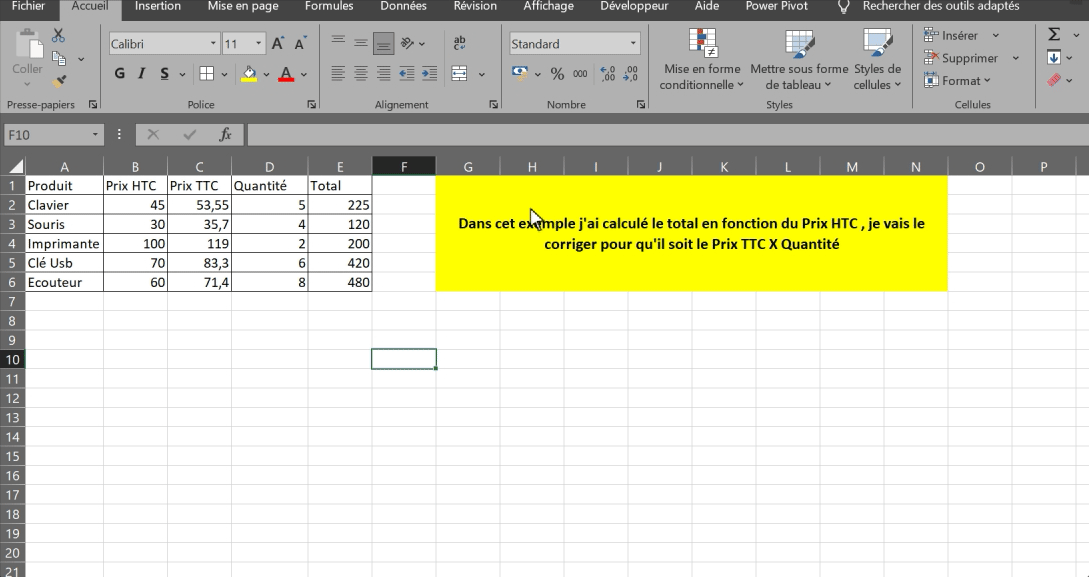 Fichier Accueil Insertion Mise en page Formules Données Révision Affichage Développeur Aide Power Pivot Rechercher des outils adaptés
Coller
Calibri 11
G I S
A A
A
ab
Standard
% 000
Mise en forme conditionnelle
Mettre sous forme de tableau
Styles de cellules
Insérer
Supprimer
Format
Σ
Presse-papiers Police Alignement Nombre Styles Cellules
F10 fx
A B C D E F G H I J K L M N O P
1 Produit Prix HTC Prix TTC Quantité Total
2 Clavier 45 53,55 5 225
3 Souris 30 35,7 4 120
4 Imprimante 100 119 2 200
5 Clé Usb 70 83,3 6 420
6 Ecouteur 60 71,4 8 480
Dans cet exemple j'ai calculé le total en fonction du Prix HTC , je vais le
corriger pour qu'il soit le Prix TTC X Quantité
7
8
9
10
11
12
13
14
15
16
17
18
19
20
21